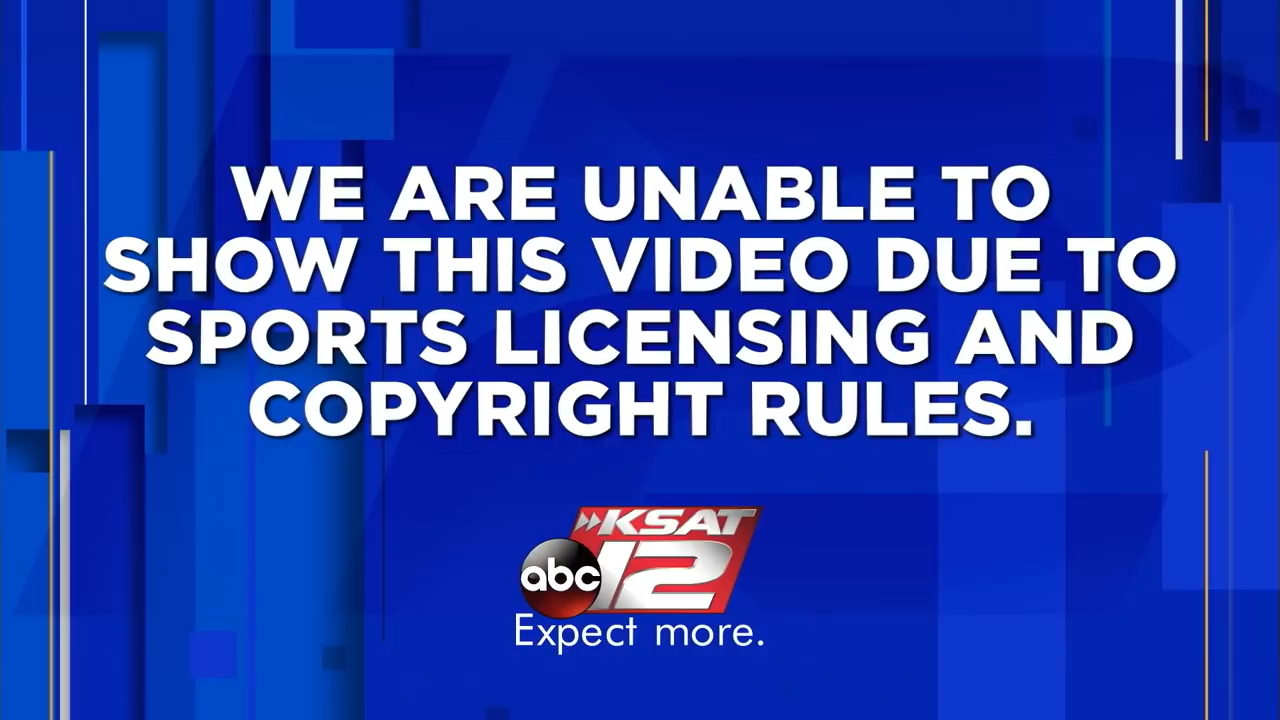 WE ARE UNABLE TO
SHOW THIS VIDEO DUE TO
SPORTS LICENSING AND
COPYRIGHT RULES.
KSAT
abc 12
Expect more.